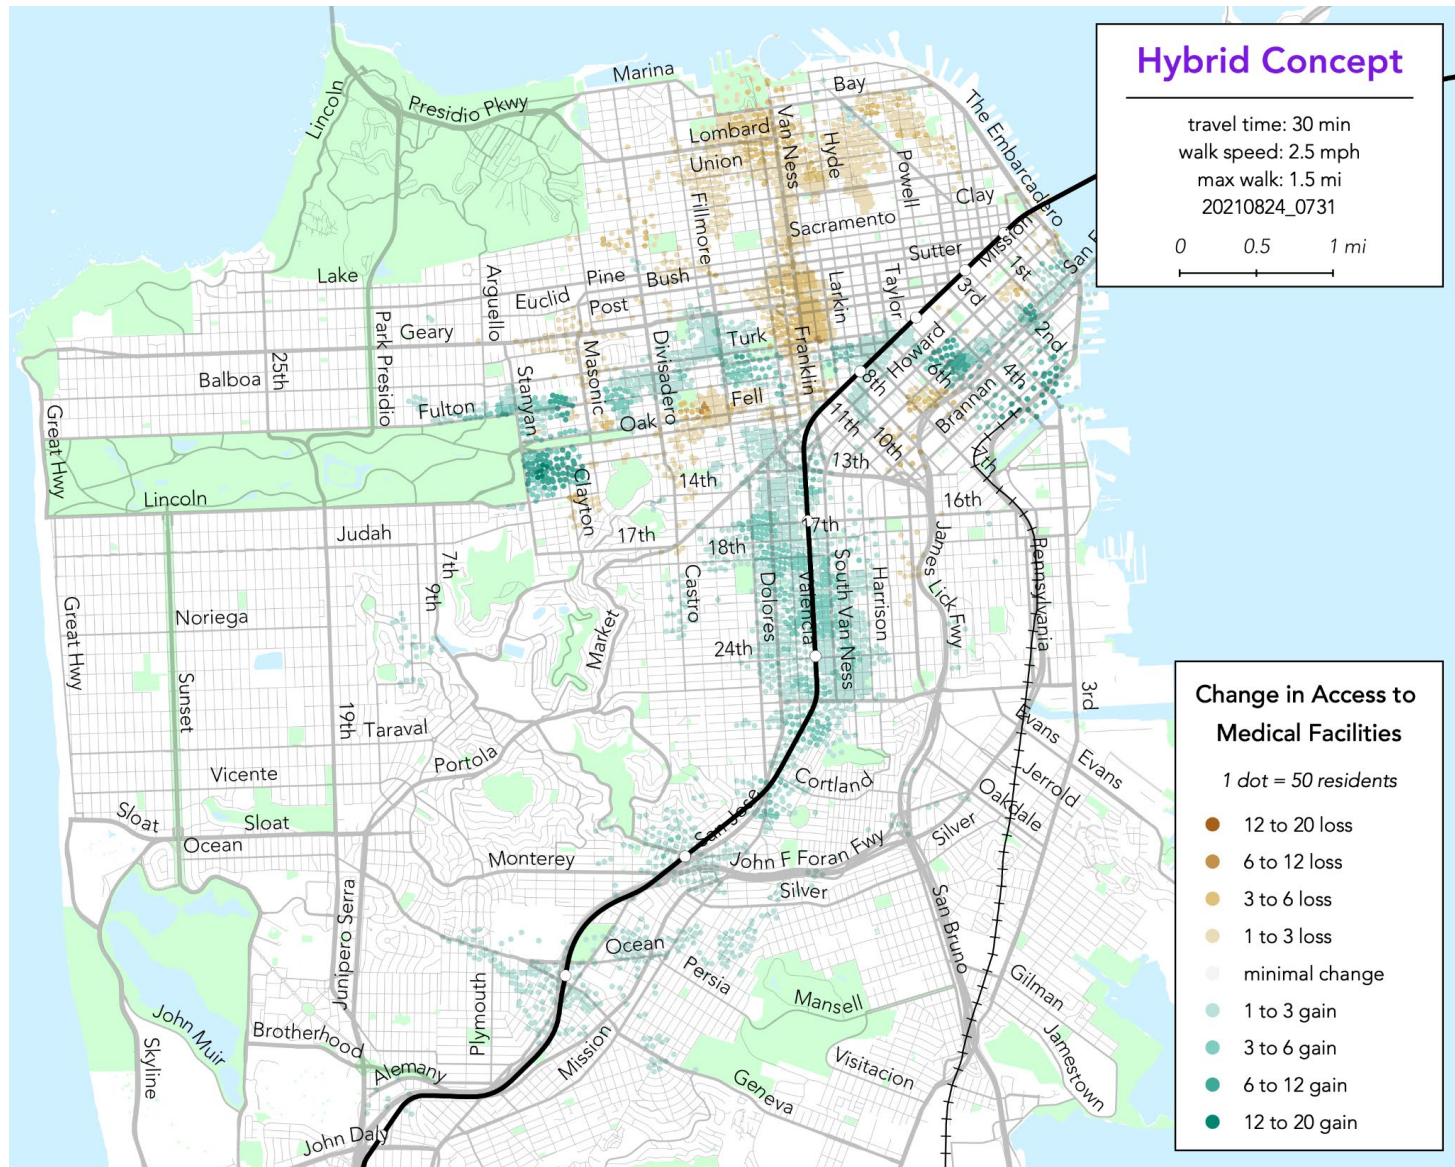 Hybrid Concept
travel time: 30 min
walk speed: 2.5 mph
max walk: 1.5 mi
20210824_0731
0 0.5 1 mi
Marina
Bay
Presidio Pkwy
Lincoln
The Embarcadero
Lombard
Van Ness
Hyde
Union
Powell
Clay
Fillmore
Sacramento
Mission
Sutter
1st
Lake
Arguello
Pine
Bush
Larkin
Taylor
3rd
Euclid
Post
Geary
Park Presidio
Turk
Franklin
Howard
2nd
25th
Balboa
Divisadero
Masonic
Stanyan
8th
6th
4th
Fulton
Fell
Brannan
Oak
11th
10th
Great Hwy
13th
7th
Clayton
14th
Lincoln
16th
Judah
17th
17th
18th
James Lick Fwy
Pennsylvania
7th
9th
Castro
Dolores
Valencia
South Van Ness
Harrison
Great Hwy
Noriega
Market
24th
Sunset
19th
Taraval
3rd
Evans
Portola
Vicente
Cortland
Evans
Jerrold
Oakdale
Sloat
Sloat
San Jose
Silver
Ocean
Monterey
John F Foran Fwy
Silver
Junipero Serra
San Bruno
Ocean
Persia
Plymouth
Gilman
Mansell
John Muir
Brotherhood
Mission
Jamestown
Skyline
Alemany
Visitacion
Geneva
John Daly
Change in Access to
Medical Facilities
1 dot = 50 residents
12 to 20 loss
6 to 12 loss
3 to 6 loss
1 to 3 loss
minimal change
1 to 3 gain
3 to 6 gain
6 to 12 gain
12 to 20 gain